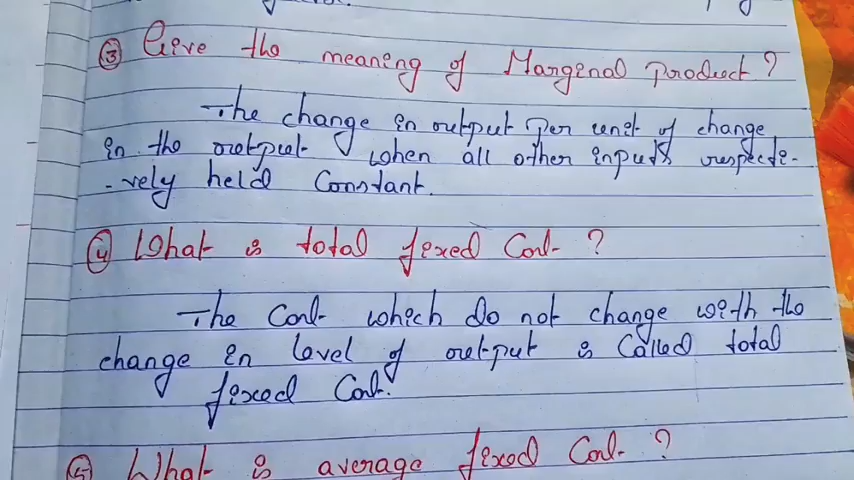 ③ Give the meaning of Marginal Product?
The change in output per unit of change
in the output when all other inputs respecti-
-vely held Constant.
④ What is total fixed Cost?
The Cost which do not change with the
change in level of output is Called total
fixed Cost.
⑤ What is average fixed Cost?